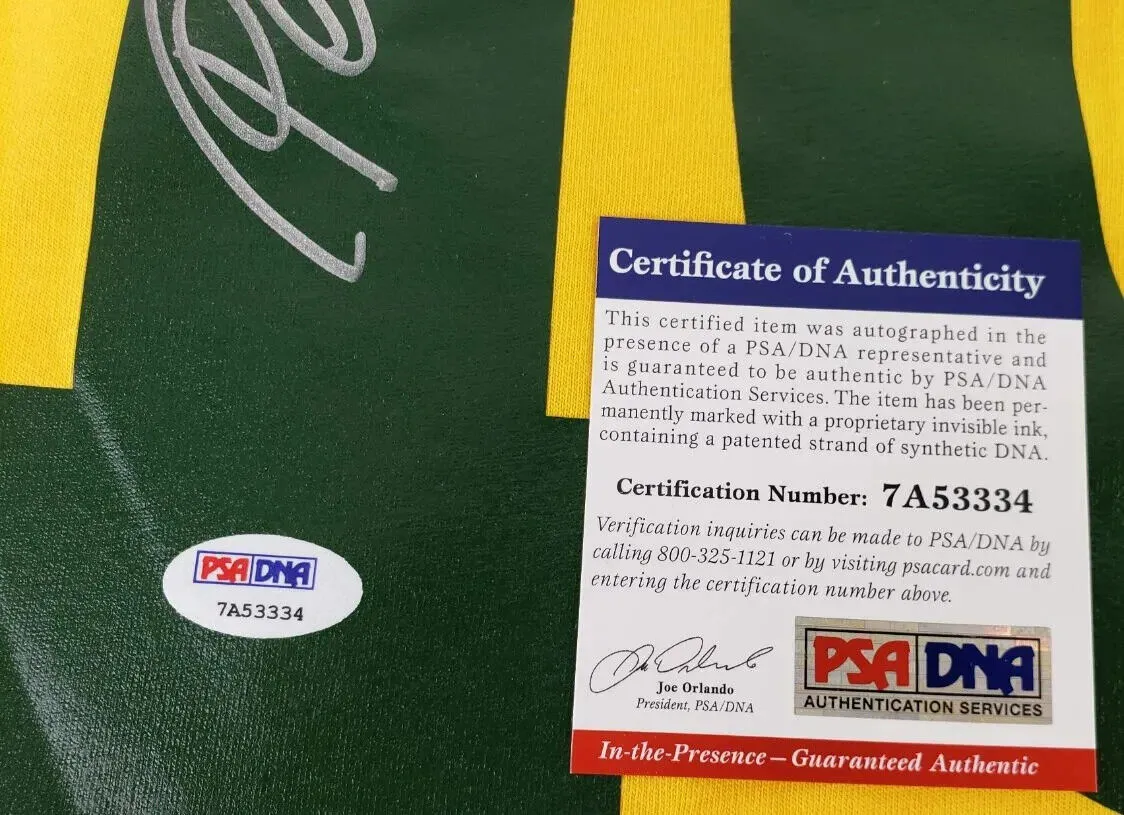 Certificate of Authenticity
This certified item was autographed in the
presence of a PSA/DNA representative and
is guaranteed to be authentic by PSA/DNA
Authentication Services. The item has been per-
manently marked with a proprietary invisible ink,
containing a patented strand of synthetic DNA.
Certification Number: 7A53334
Verification inquiries can be made to PSA/DNA by
calling 800-325-1121 or by visiting psacard.com and
entering the certification number above.
Joe Orlando
President, PSA/DNA
PSA DNA
AUTHENTICATION SERVICES
In-the-Presence – Guaranteed Authentic
PSA DNA
7A53334